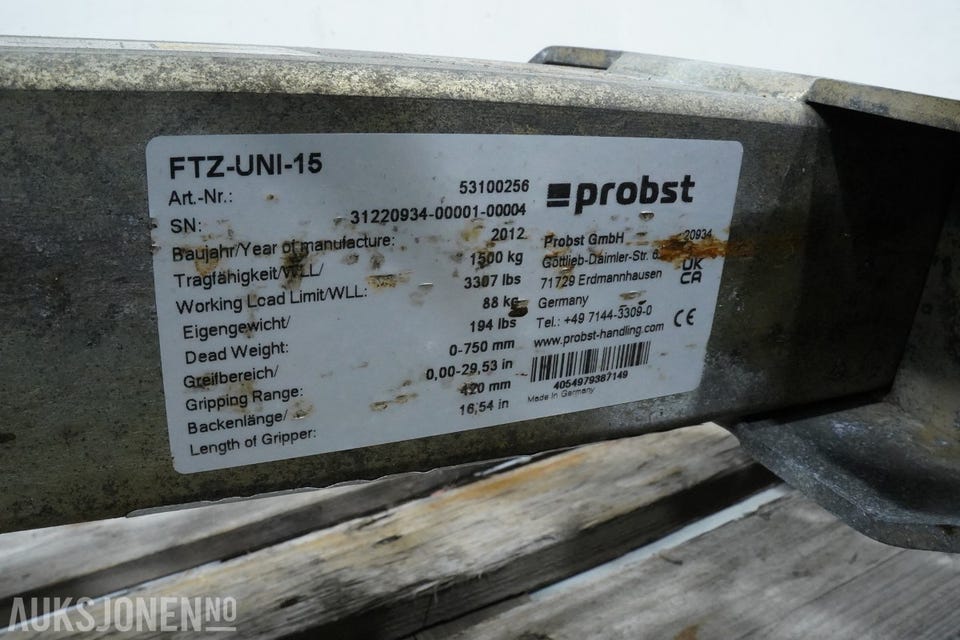 FTZ-UNI-15
Art.-Nr.: 53100256
SN: 31220934-00001-00004
Baujahr/Year of manufacture: 2012
Tragfähigkeit/WLL/ 1500 kg
Working Load Limit/WLL: 3307 lbs
Eigengewicht/ 88 kg
Dead Weight: 194 lbs
Greifbereich/ 0-750 mm
Gripping Range: 0,00-29,53 in
Backenlänge/ 420 mm
Length of Gripper: 16,54 in
probst
Probst GmbH
Gottlieb-Daimler-Str. 6
71729 Erdmannhausen
Germany
Tel.: +49 7144-3309-0
www.probst-handling.com
20934
UK
CA
CE
4054979387149
Made in Germany
AUKSJONEN.NO